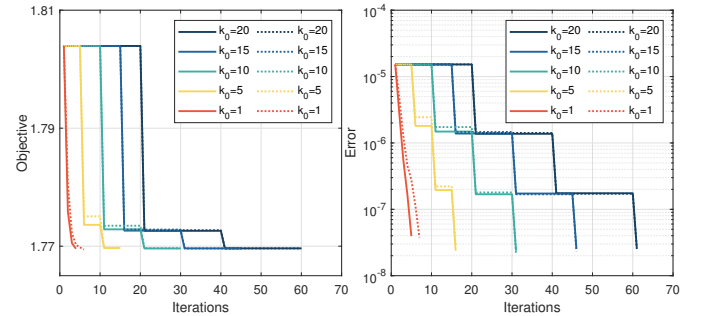 1.81
1.79
1.77
Objective
0 10 20 30 40 50 60 70
Iterations
k₀=20 k₀=20
k₀=15 k₀=15
k₀=10 k₀=10
k₀=5 k₀=5
k₀=1 k₀=1
10⁻⁴
10⁻⁵
10⁻⁶
10⁻⁷
10⁻⁸
Error
0 10 20 30 40 50 60 70
Iterations
k₀=20 k₀=20
k₀=15 k₀=15
k₀=10 k₀=10
k₀=5 k₀=5
k₀=1 k₀=1